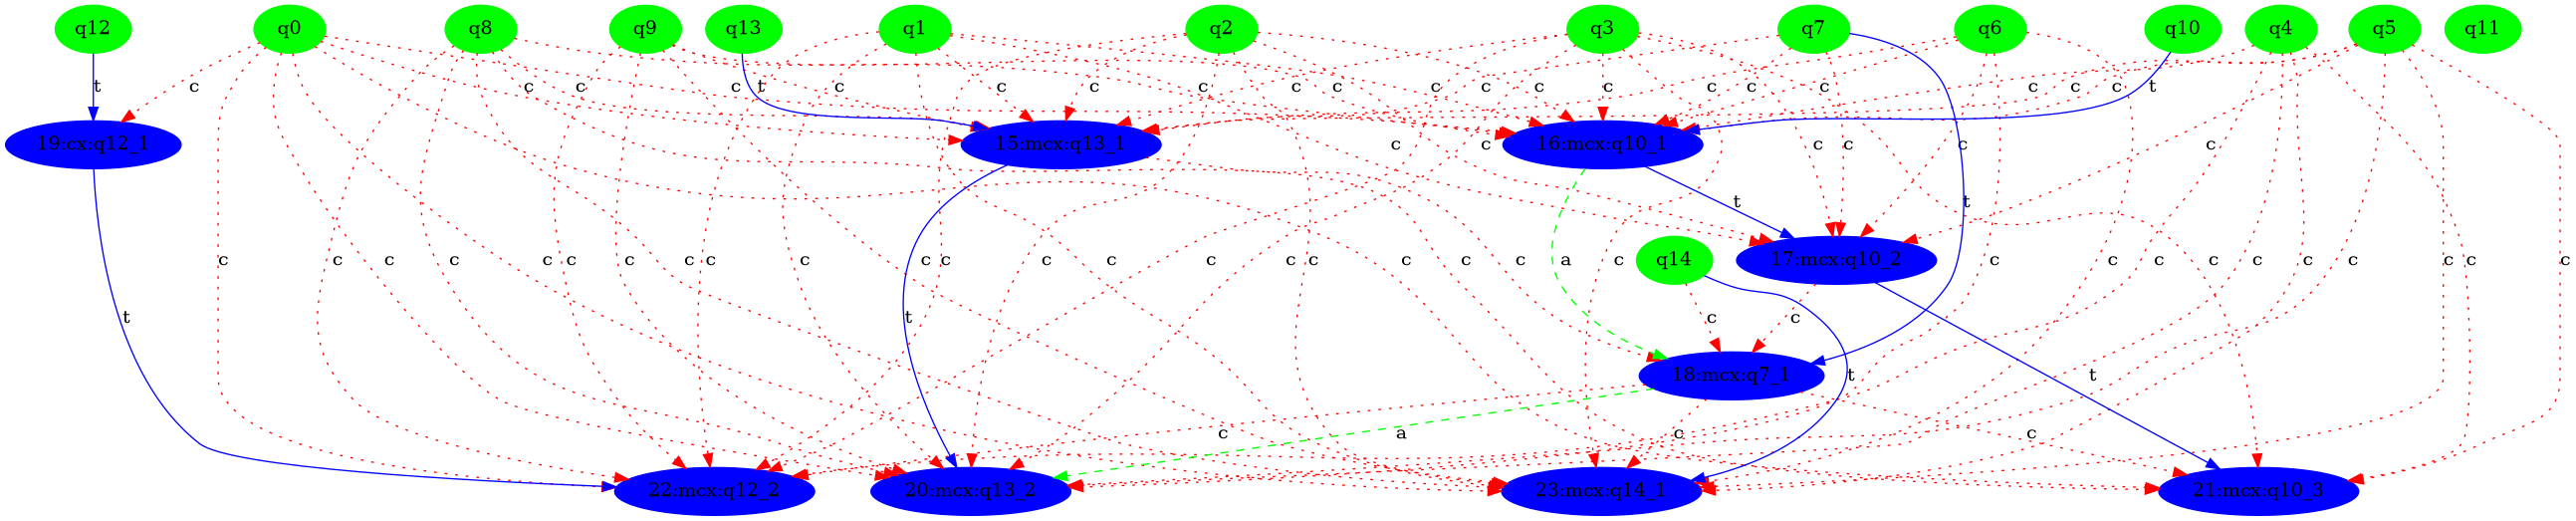 q12 q0 q8 q9 q13 q1 q2 q3 q7 q6 q10 q4 q5 q11
t c c c c t c c c c c c c c c c c c c c c t
19:cx:q12_1 15:mcx:q13_1 16:mcx:q10_1
c c c c c c
t t
q14 17:mcx:q10_2
c c c c c c c c c c c c c c c c a c c c c c c c c c c
t t c c
18:mcx:q7_1 t t
c a c c
22:mcx:q12_2 20:mcx:q13_2 23:mcx:q14_1 21:mcx:q10_3